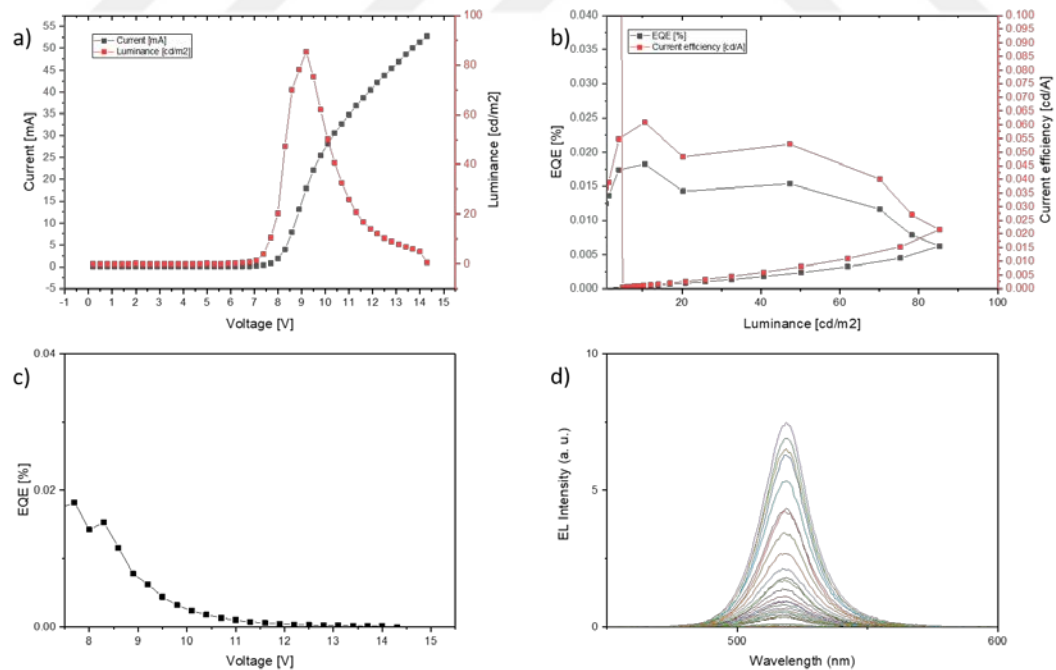 a)
Current [mA]
Luminance [cd/m2]
55
50
45
40
35
30
25
20
15
10
5
0
-5
100
80
60
40
20
0
-1 0 1 2 3 4 5 6 7 8 9 10 11 12 13 14 15
Voltage [V]
Current [mA]
Luminance [cd/m2]
b)
EQE [%]
Current efficiency [cd/A]
0.040
0.035
0.030
0.025
0.020
0.015
0.010
0.005
0.000
0.100
0.095
0.090
0.085
0.080
0.075
0.070
0.065
0.060
0.055
0.050
0.045
0.040
0.035
0.030
0.025
0.020
0.015
0.010
0.005
0.000
20 40 60 80 100
Luminance [cd/m2]
EQE [%]
Current efficiency [cd/A]
c)
0.04
0.02
0.00
EQE [%]
8 9 10 11 12 13 14 15
Voltage [V]
d)
10
5
0
EL Intensity (a. u.)
500 600
Wavelength (nm)